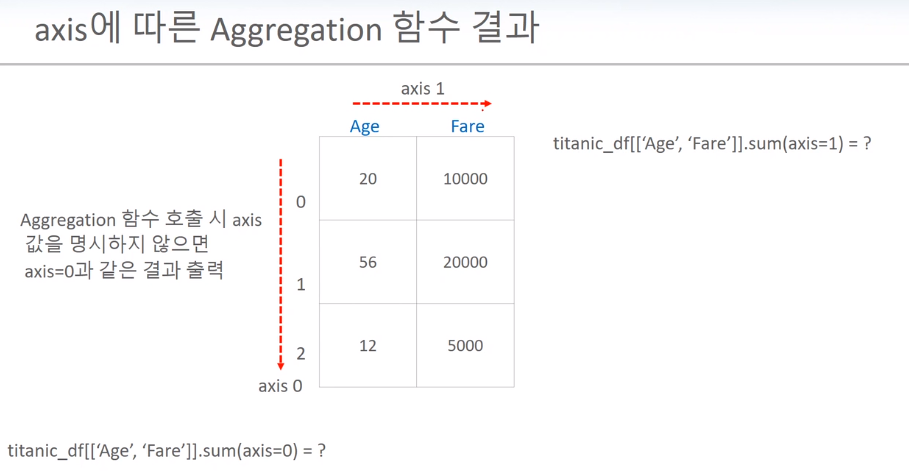 axis에 따른 Aggregation 함수 결과
axis 1
Age Fare
titanic_df[[‘Age’, ‘Fare’]].sum(axis=1) = ?
20 10000
0
Aggregation 함수 호출 시 axis
값을 명시하지 않으면
axis=0과 같은 결과 출력
56 20000
1
12 5000
2
axis 0
titanic_df[[‘Age’, ‘Fare’]].sum(axis=0) = ?